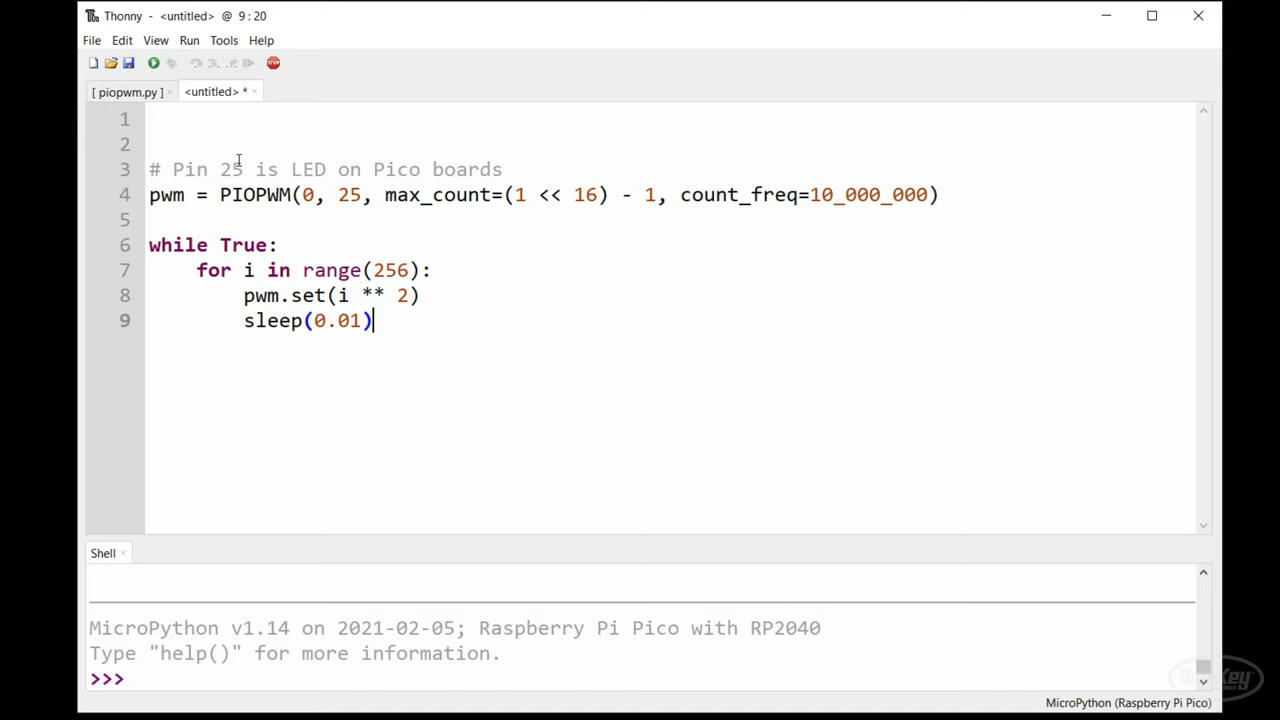 Thonny - <untitled> @ 9:20
File Edit View Run Tools Help
STOP
[ piopwm.py ] × <untitled> * ×
1
2
3 # Pin 25 is LED on Pico boards
4 pwm = PIOPWM(0, 25, max_count=(1 << 16) - 1, count_freq=10_000_000)
5
6 while True:
7     for i in range(256):
8         pwm.set(i ** 2)
9         sleep(0.01)
Shell ×
MicroPython v1.14 on 2021-02-05; Raspberry Pi Pico with RP2040
Type "help()" for more information.
>>>
MicroPython (Raspberry Pi Pico)